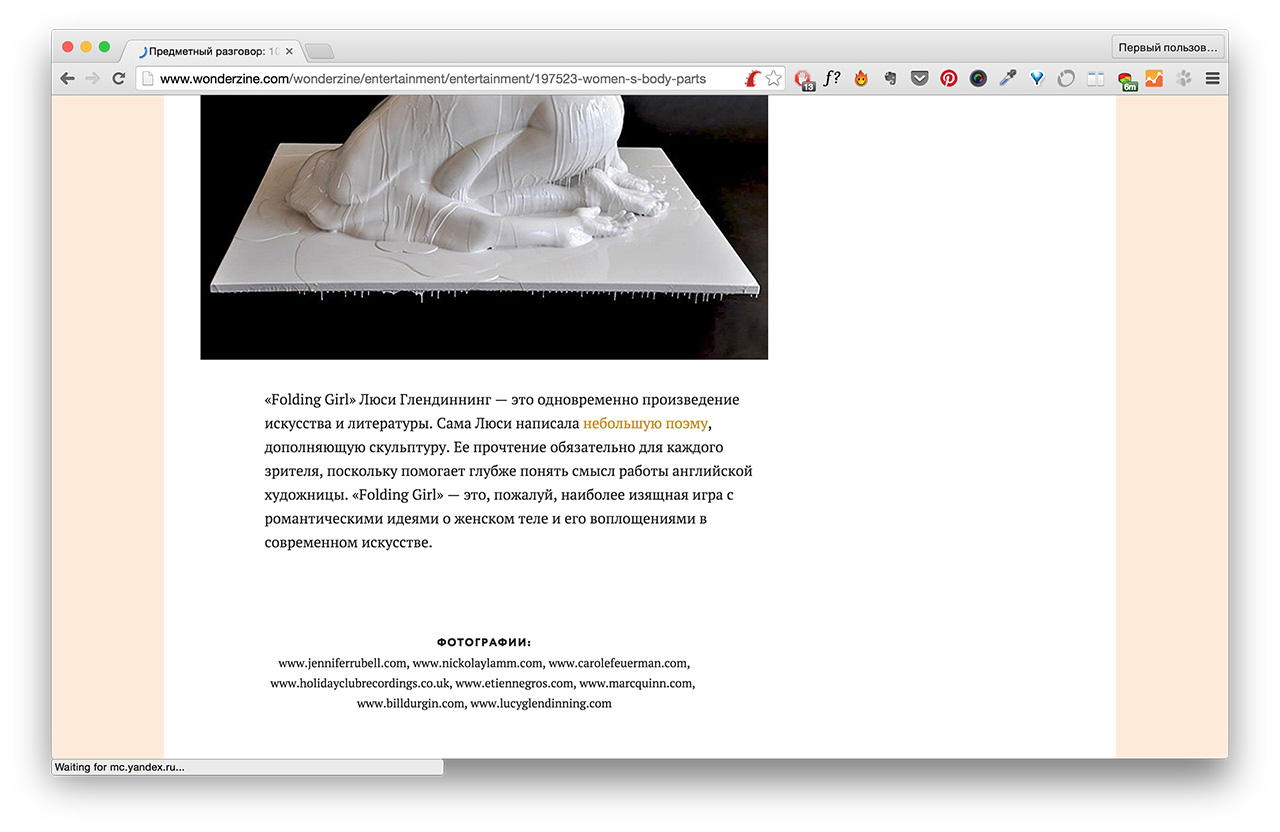 Предметный разговор: 10
Первый пользов...
www.wonderzine.com/wonderzine/entertainment/entertainment/197523-women-s-body-parts
13
f?
6m
«Folding Girl» Люси Глендиннинг — это одновременно произведение
искусства и литературы. Сама Люси написала небольшую поэму,
дополняющую скульптуру. Ее прочтение обязательно для каждого
зрителя, поскольку помогает глубже понять смысл работы английской
художницы. «Folding Girl» — это, пожалуй, наиболее изящная игра с
романтическими идеями о женском теле и его воплощениями в
современном искусстве.
ФОТОГРАФИИ:
www.jenniferrubell.com, www.nickolaylamm.com, www.carolefeuerman.com,
www.holidayclubrecordings.co.uk, www.etiennegros.com, www.marcquinn.com,
www.billdurgin.com, www.lucyglendinning.com
Waiting for mc.yandex.ru...